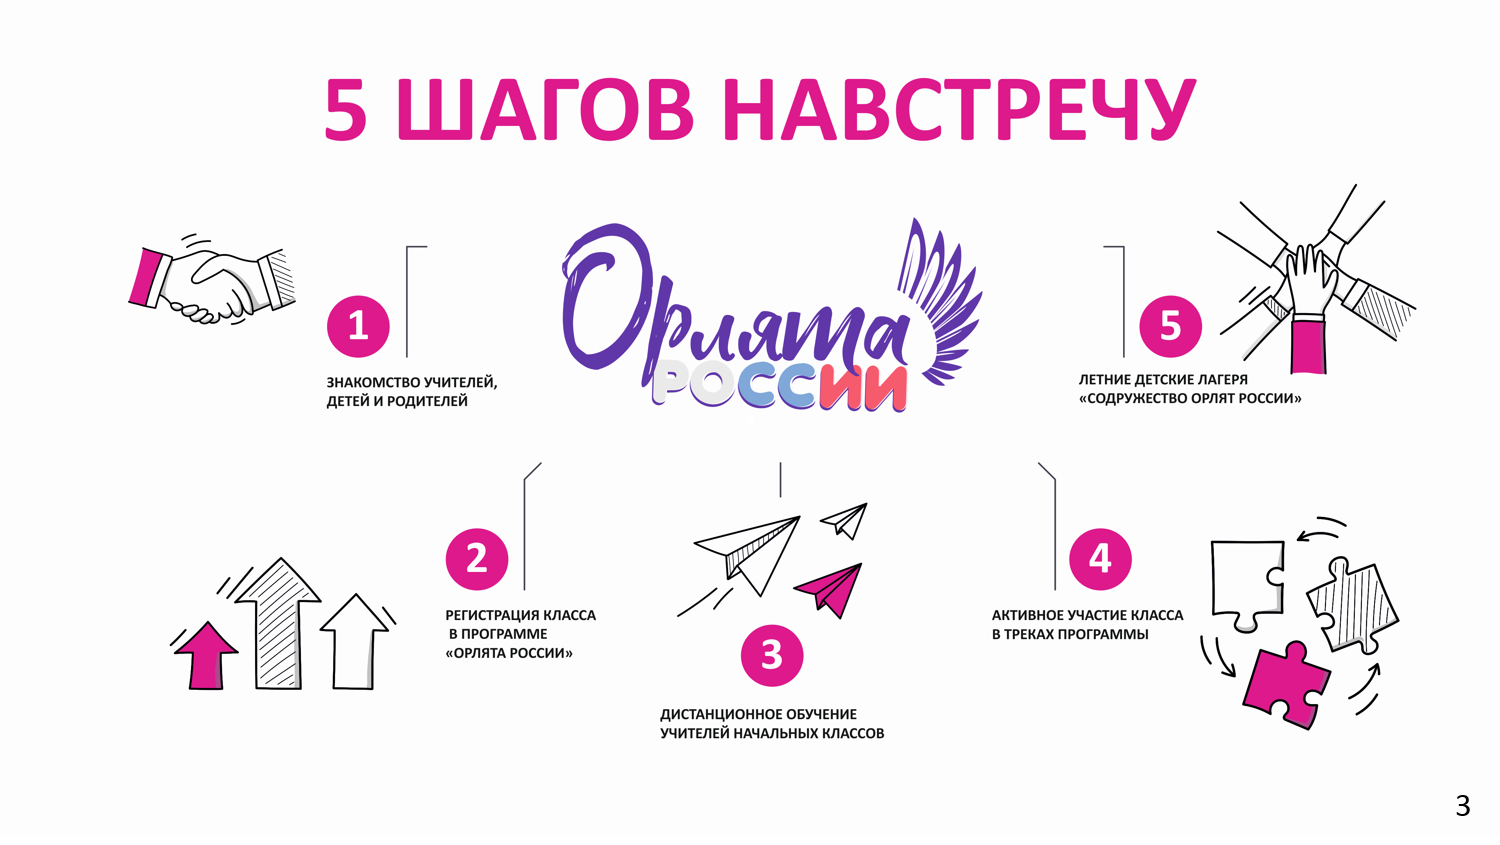 5 ШАГОВ НАВСТРЕЧУ
Орлята
РОССИИ
1
ЗНАКОМСТВО УЧИТЕЛЕЙ,
ДЕТЕЙ И РОДИТЕЛЕЙ
2
РЕГИСТРАЦИЯ КЛАССА
В ПРОГРАММЕ
«ОРЛЯТА РОССИИ»
3
ДИСТАНЦИОННОЕ ОБУЧЕНИЕ
УЧИТЕЛЕЙ НАЧАЛЬНЫХ КЛАССОВ
4
АКТИВНОЕ УЧАСТИЕ КЛАССА
В ТРЕКАХ ПРОГРАММЫ
5
ЛЕТНИЕ ДЕТСКИЕ ЛАГЕРЯ
«СОДРУЖЕСТВО ОРЛЯТ РОССИИ»
3